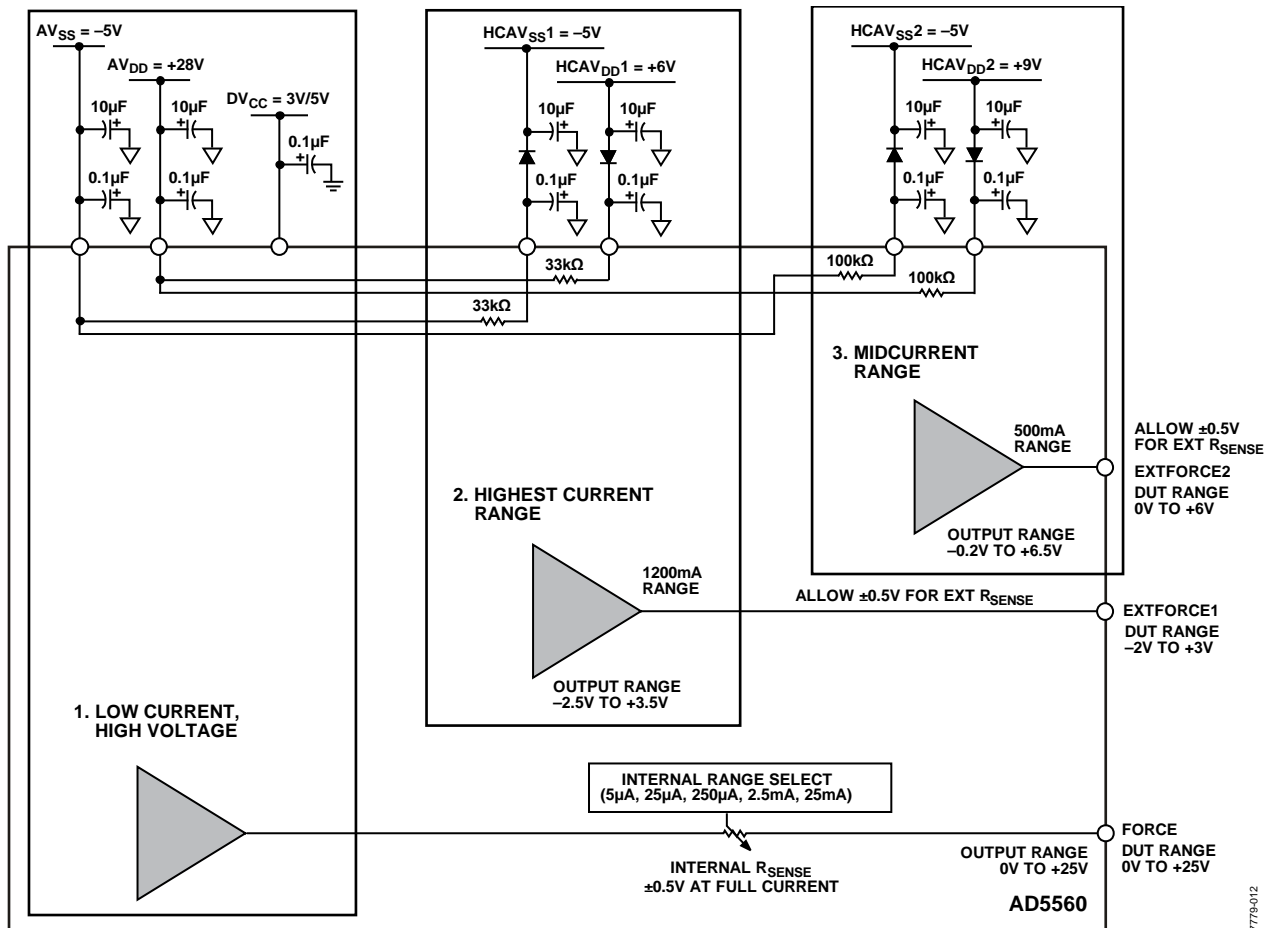 AVSS = –5V
AVDD = +28V
DVCC = 3V/5V
10µF
10µF
0.1µF
0.1µF
0.1µF
HCAVSS1 = –5V
HCAVDD1 = +6V
10µF
10µF
0.1µF
0.1µF
HCAVSS2 = –5V
HCAVDD2 = +9V
10µF
10µF
0.1µF
0.1µF
33kΩ
33kΩ
100kΩ
100kΩ
3. MIDCURRENT
RANGE
500mA
RANGE
OUTPUT RANGE
–0.2V TO +6.5V
ALLOW ±0.5V
FOR EXT RSENSE
EXTFORCE2
DUT RANGE
0V TO +6V
2. HIGHEST CURRENT
RANGE
1200mA
RANGE
OUTPUT RANGE
–2.5V TO +3.5V
ALLOW ±0.5V FOR EXT RSENSE
EXTFORCE1
DUT RANGE
–2V TO +3V
1. LOW CURRENT,
HIGH VOLTAGE
INTERNAL RANGE SELECT
(5µA, 25µA, 250µA, 2.5mA, 25mA)
INTERNAL RSENSE
±0.5V AT FULL CURRENT
OUTPUT RANGE
0V TO +25V
FORCE
DUT RANGE
0V TO +25V
AD5560
7779-012